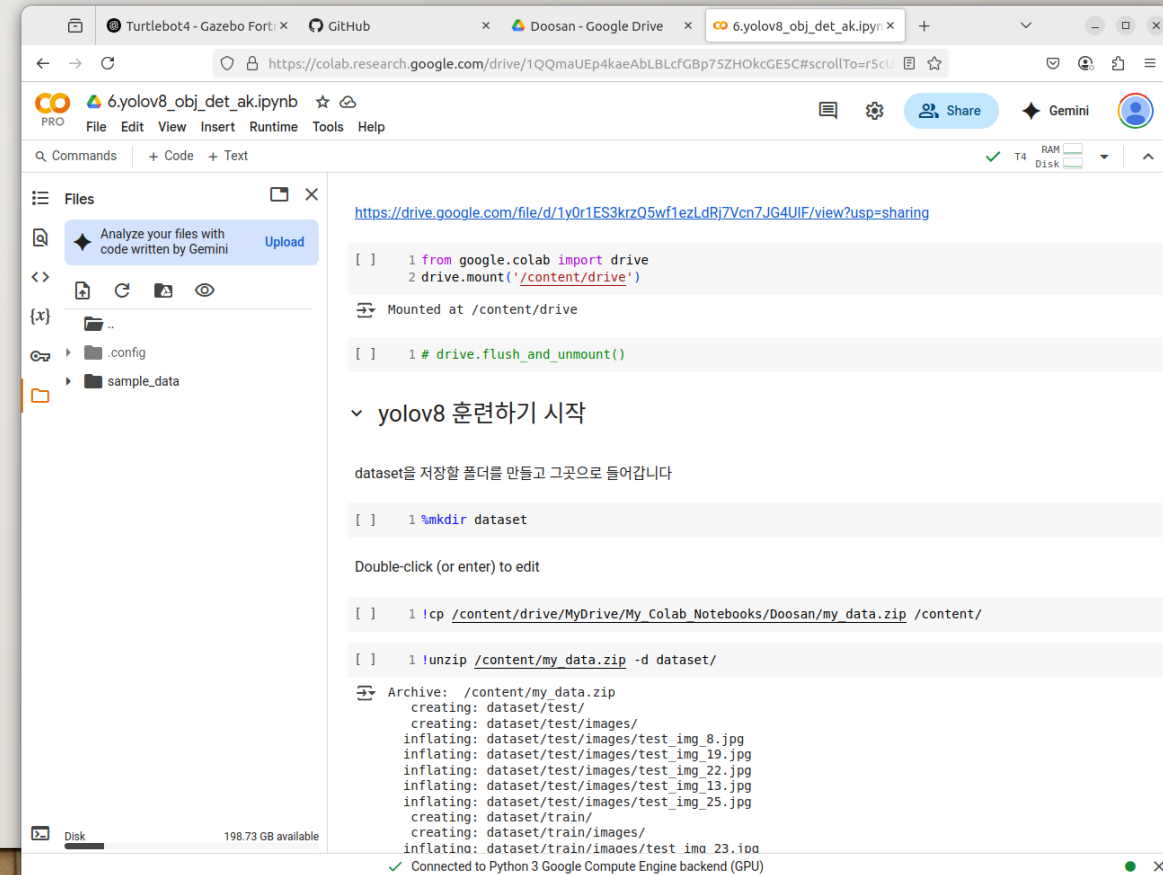 Turtlebot4 - Gazebo Fortr
GitHub
Doosan - Google Drive
6.yolov8_obj_det_ak.ipyn
https://colab.research.google.com/drive/1QQmaUEp4kaeAbLBLcfGBp75ZHOkcGE5C#scrollTo=r5cU
PRO
6.yolov8_obj_det_ak.ipynb
File Edit View Insert Runtime Tools Help
Share
Gemini
Commands + Code + Text
T4
RAM
Disk
Files
Analyze your files with
code written by Gemini
Upload
{x}
..
.config
sample_data
Disk
198.73 GB available
https://drive.google.com/file/d/1y0r1ES3krzQ5wf1ezLdRj7Vcn7JG4UlF/view?usp=sharing
[ ] 1 from google.colab import drive
2 drive.mount('/content/drive')
Mounted at /content/drive
[ ] 1 # drive.flush_and_unmount()
yolov8 훈련하기 시작
dataset을 저장할 폴더를 만들고 그곳으로 들어갑니다
[ ] 1 %mkdir dataset
Double-click (or enter) to edit
[ ] 1 !cp /content/drive/MyDrive/My_Colab_Notebooks/Doosan/my_data.zip /content/
[ ] 1 !unzip /content/my_data.zip -d dataset/
Archive:  /content/my_data.zip
creating: dataset/test/
creating: dataset/test/images/
inflating: dataset/test/images/test_img_8.jpg
inflating: dataset/test/images/test_img_19.jpg
inflating: dataset/test/images/test_img_22.jpg
inflating: dataset/test/images/test_img_13.jpg
inflating: dataset/test/images/test_img_25.jpg
creating: dataset/train/
creating: dataset/train/images/
inflating: dataset/train/images/test_img_23.jpg
Connected to Python 3 Google Compute Engine backend (GPU)